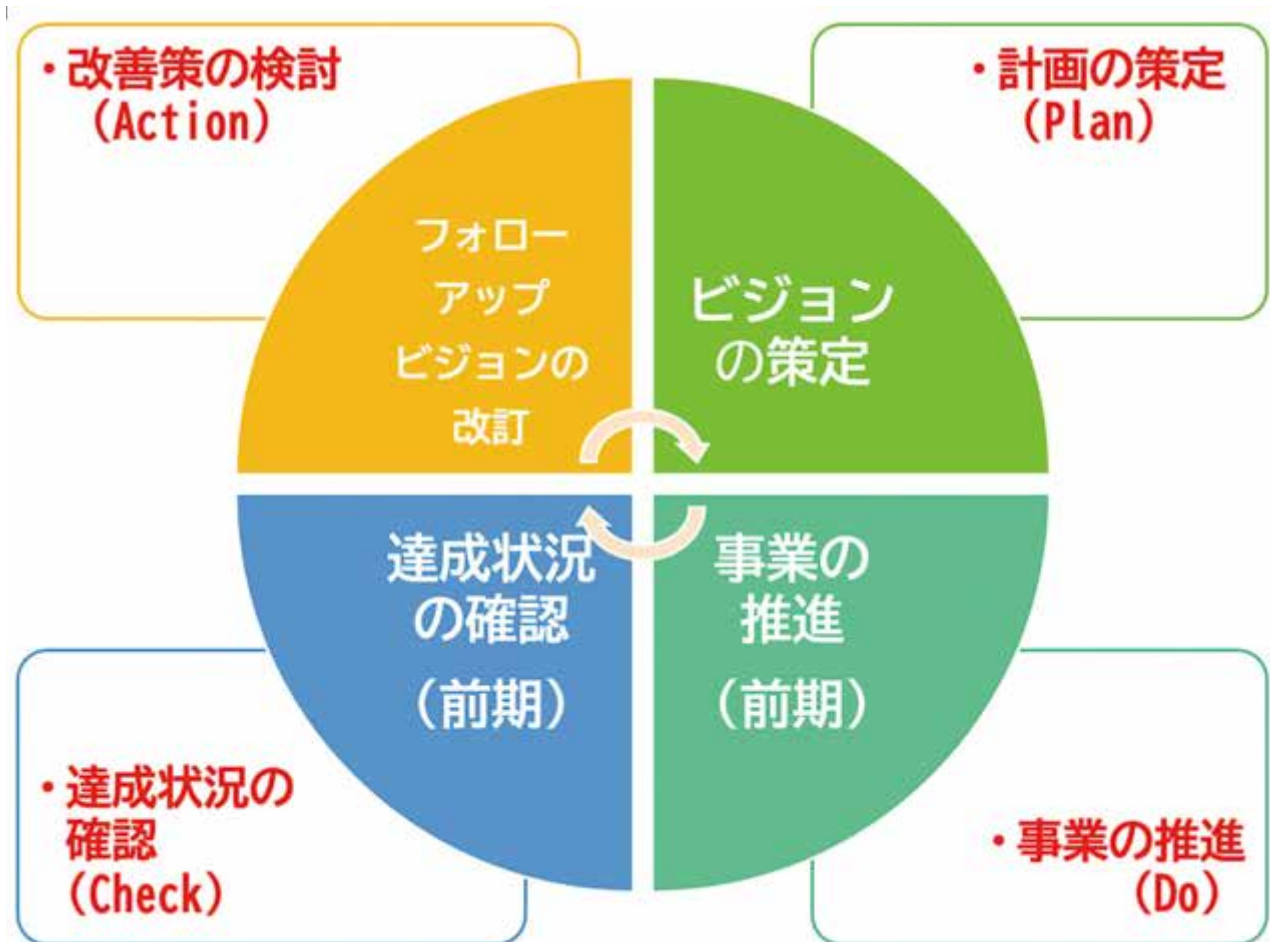 ・改善策の検討
(Action)
・計画の策定
(Plan)
フォロー
アップ
ビジョンの
改訂
ビジョン
の策定
達成状況
の確認
(前期)
事業の
推進
(前期)
・達成状況の
確認
(Check)
・事業の推進
(Do)